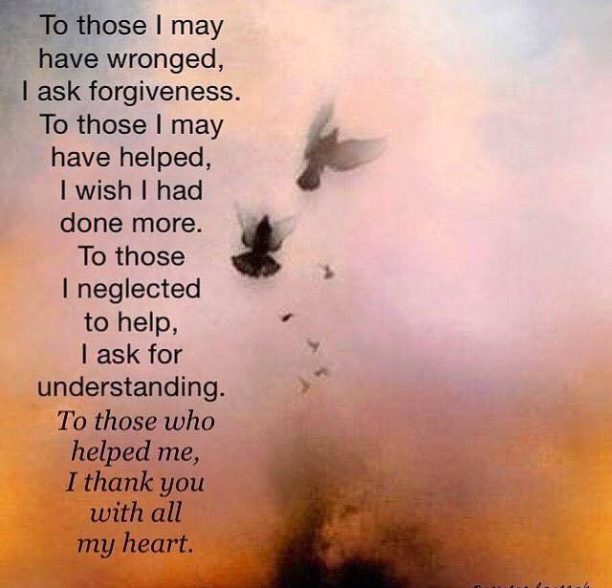 To those I may
have wronged,
I ask forgiveness.
To those I may
have helped,
I wish I had
done more.
To those
I neglected
to help,
I ask for
understanding.
To those who
helped me,
I thank you
with all
my heart.